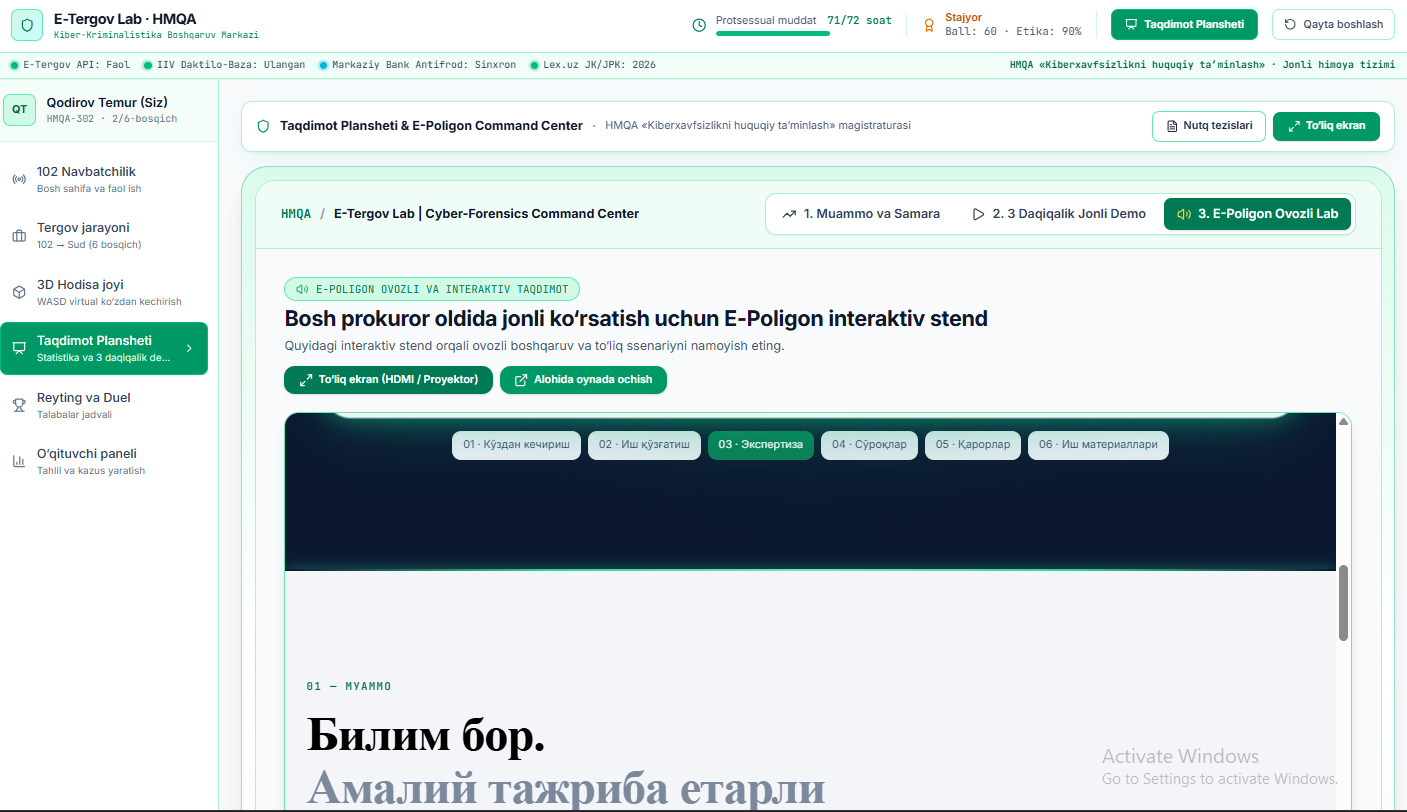 E-Tergov Lab · HMQA
Kiber-Kriminalistika Boshqaruv Markazi
Protsessual muddat 71/72 soat
Stajyor
Ball: 60 · Etika: 90%
Taqdimot Plansheti
Qayta boshlash
E-Tergov API: Faol
IIV Daktilo-Baza: Ulangan
Markaziy Bank Antifrod: Sinxron
Lex.uz JK/JPK: 2026
HMQA «Kiberxavfsizlikni huquqiy ta’minlash» · Jonli himoya tizimi
QT
Qodirov Temur (Siz)
HMQA-302 · 2/6-bosqich
102 Navbatchilik
Bosh sahifa va faol ish
Tergov jarayoni
102 → Sud (6 bosqich)
3D Hodisa joyi
WASD virtual ko‘zdan kechirish
Taqdimot Plansheti
Statistika va 3 daqiqalik de...
Reyting va Duel
Talabalar jadvali
O‘qituvchi paneli
Tahlil va kazus yaratish
Taqdimot Plansheti & E-Poligon Command Center · HMQA «Kiberxavfsizlikni huquqiy ta’minlash» magistraturasi
Nutq tezislari
To‘liq ekran
HMQA / E-Tergov Lab | Cyber-Forensics Command Center
1. Muammo va Samara
2. 3 Daqiqalik Jonli Demo
3. E-Poligon Ovozli Lab
E-POLIGON OVOZLI VA INTERAKTIV TAQDIMOT
Bosh prokuror oldida jonli ko‘rsatish uchun E-Poligon interaktiv stend
Quyidagi interaktiv stend orqali ovozli boshqaruv va to‘liq ssenariyni namoyish eting.
To‘liq ekran (HDMI / Proyektor)
Alohida oynada ochish
01 · Кўздан кечириш
02 · Иш қўзғатиш
03 · Экспертиза
04 · Сўроқлар
05 · Қарорлар
06 · Иш материаллари
01 — МУАММО
Билим бор.
Амалий тажриба етарли
Activate Windows
Go to Settings to activate Windows.